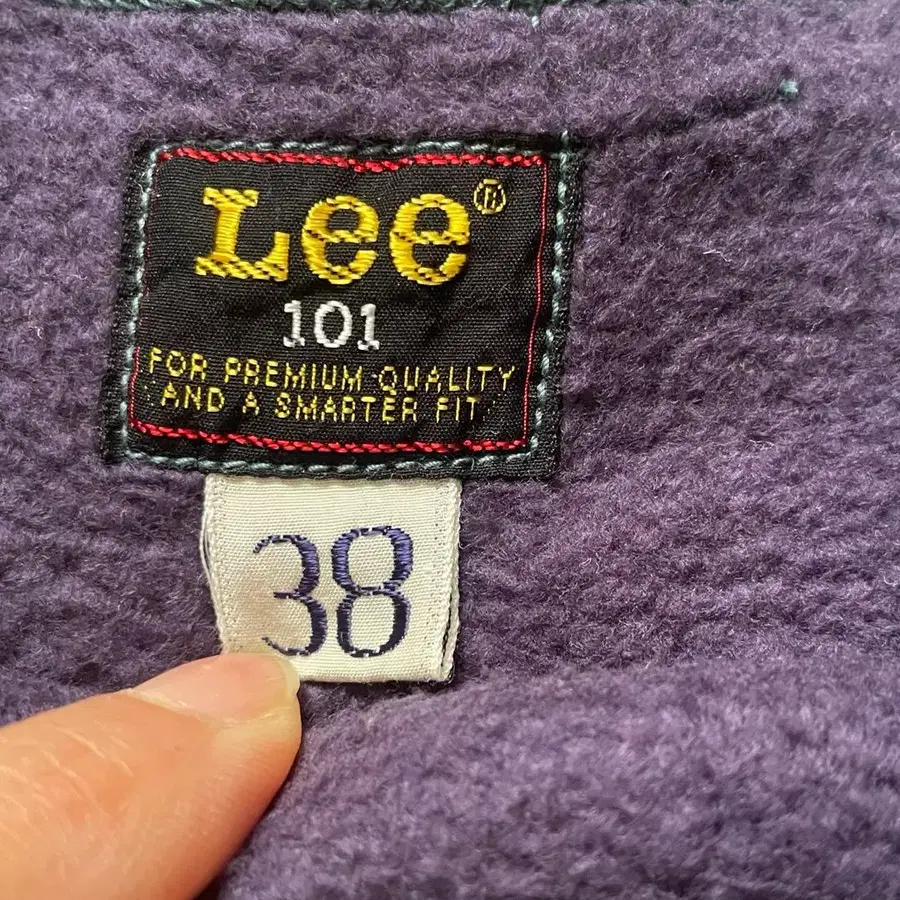 Lee®
101
FOR PREMIUM QUALITY
AND A SMARTER FIT
38